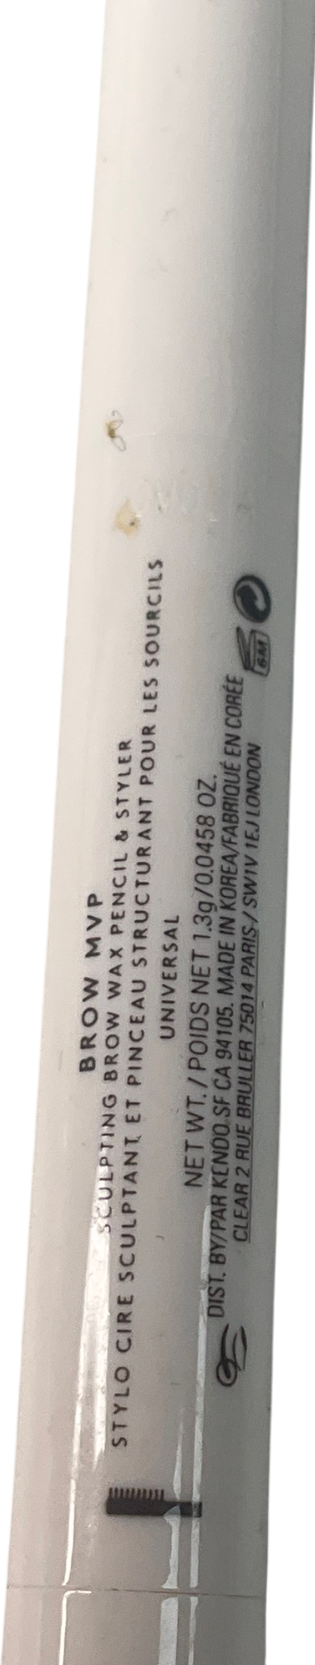 BROW MVP
SCULPTING BROW WAX PENCIL & STYLER
STYLO CIRE SCULPTANT ET PINCEAU STRUCTURANT POUR LES SOURCILS
UNIVERSAL
NET WT. / POIDS NET 1.3g/0.0458 OZ.
DIST. BY/PAR KENDO.SF CA 94105. MADE IN KOREA/FABRIQUÉ EN CORÉE
CLEAR 2 RUE BRULLER 75014 PARIS / SW1V 1EJ LONDON
6M